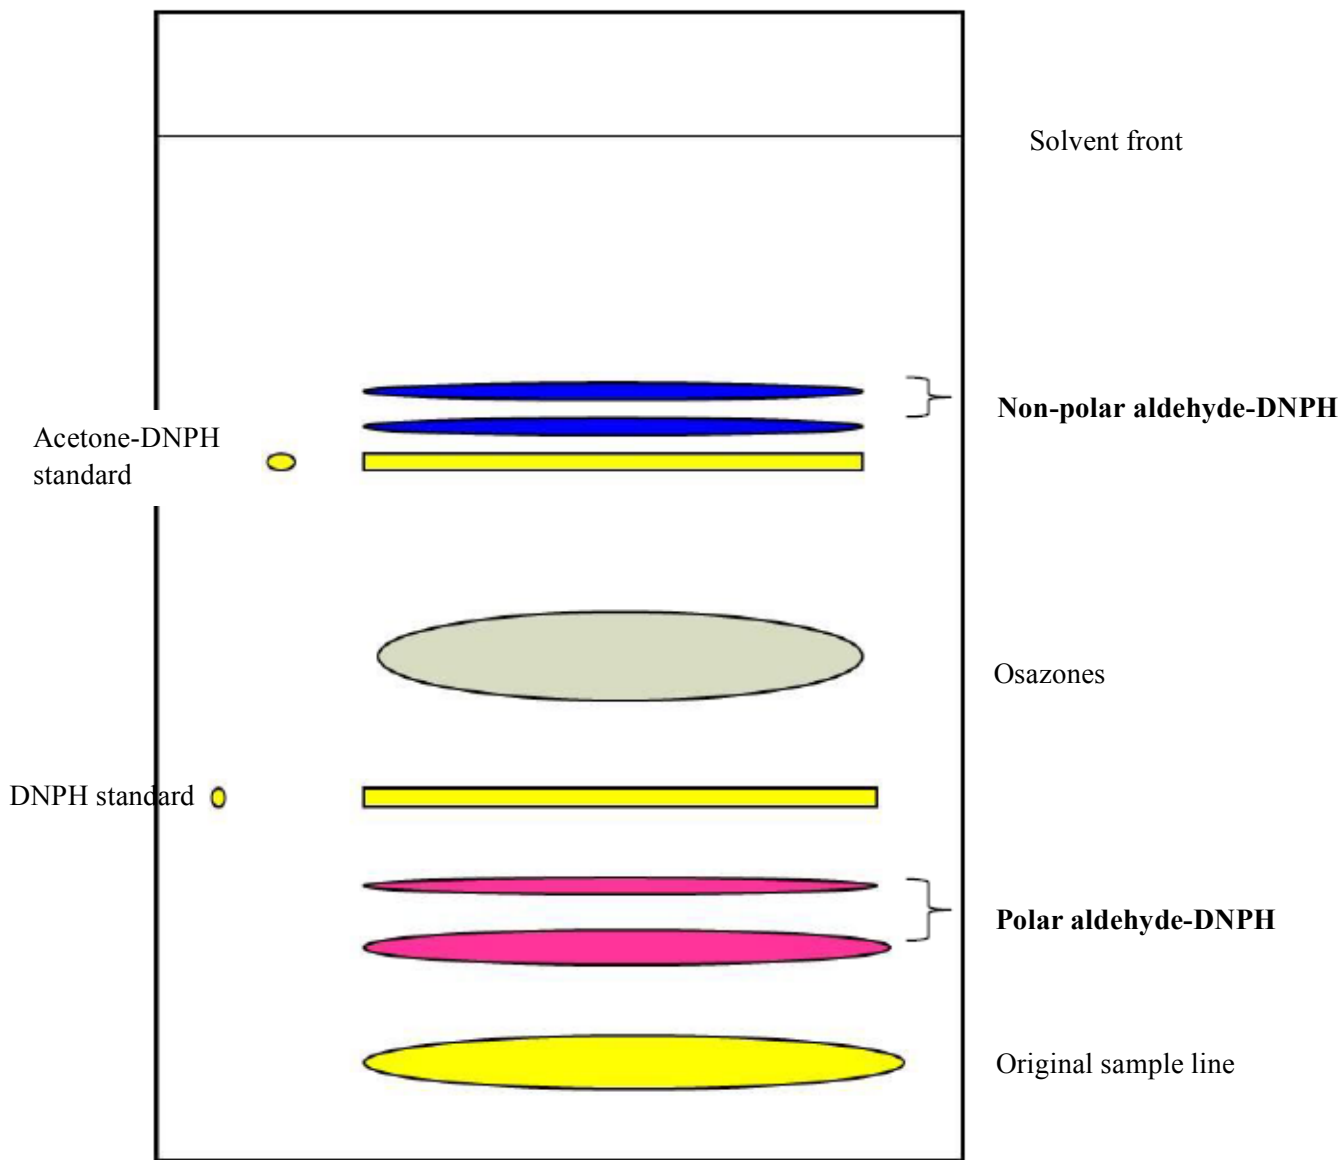 Solvent front
Non-polar aldehyde-DNPH
Acetone-DNPH
standard
Osazones
DNPH standard
Polar aldehyde-DNPH
Original sample line